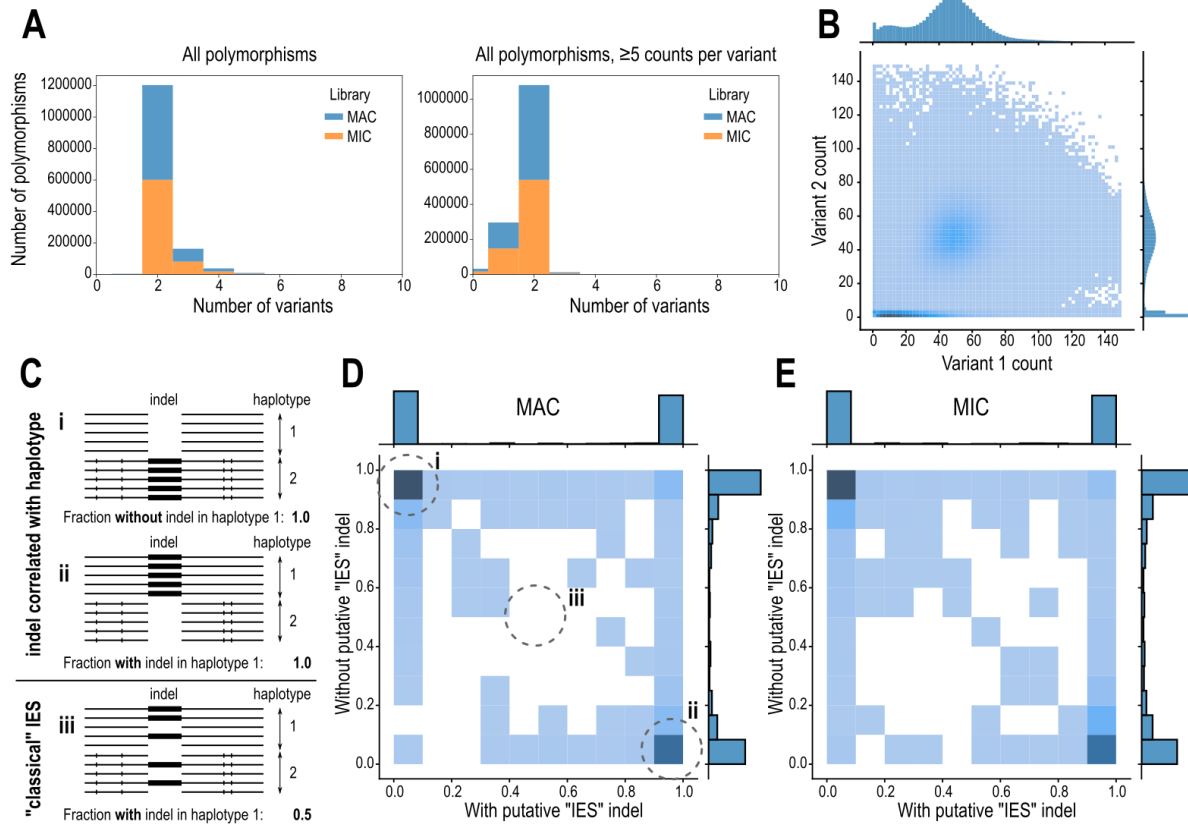 A
All polymorphisms
Number of polymorphisms
1200000
1000000
800000
600000
400000
200000
0
Library
MAC
MIC
0 2 4 6 8 10
Number of variants
All polymorphisms, ≥5 counts per variant
1000000
800000
600000
400000
200000
0
Library
MAC
MIC
0 2 4 6 8 10
Number of variants
B
Variant 2 count
140
120
100
80
60
40
20
0
0 20 40 60 80 100 120 140
Variant 1 count
C
indel correlated with haplotype
indel haplotype
i
1
2
Fraction without indel in haplotype 1: 1.0
indel haplotype
ii
1
2
Fraction with indel in haplotype 1: 1.0
"classical" IES
indel haplotype
iii
1
2
Fraction with indel in haplotype 1: 0.5
D
MAC
Without putative "IES" indel
1.0
0.8
0.6
0.4
0.2
0.0
i
iii
ii
0.0 0.2 0.4 0.6 0.8 1.0
With putative "IES" indel
E
MIC
Without putative "IES" indel
1.0
0.8
0.6
0.4
0.2
0.0
0.0 0.2 0.4 0.6 0.8 1.0
With putative "IES" indel